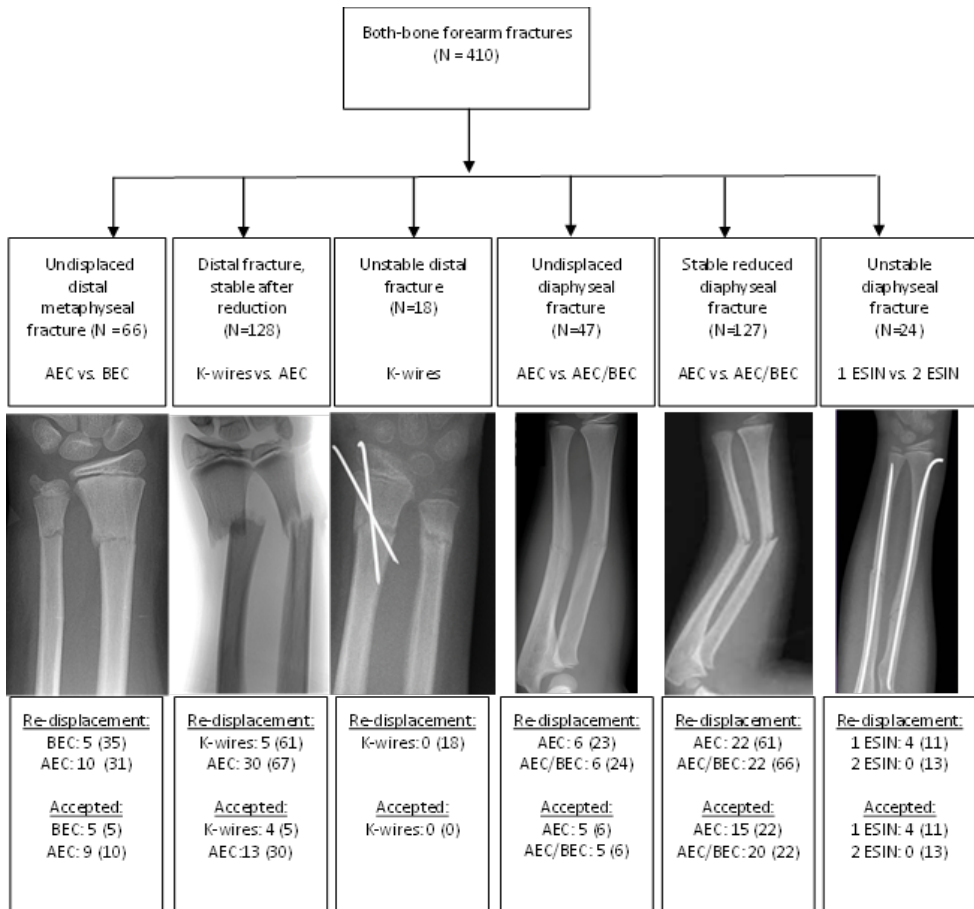 Both-bone forearm fractures
(N = 410)
Undisplaced
distal
metaphyseal
fracture (N =66)
AEC vs. BEC
Distal fracture,
stable after
reduction
(N=128)
K-wires vs. AEC
Unstable distal
fracture
(N=18)
K-wires
Undisplaced
diaphyseal
fracture
(N=47)
AEC vs. AEC/BEC
Stable reduced
diaphyseal
fracture
(N=127)
AEC vs. AEC/BEC
Unstable
diaphyseal
fracture
(N=24)
1 ESIN vs. 2 ESIN
Re-displacement:
BEC: 5 (35)
AEC: 10 (31)
Accepted:
BEC: 5 (5)
AEC: 9 (10)
Re-displacement:
K-wires: 5 (61)
AEC: 30 (67)
Accepted:
K-wires: 4 (5)
AEC:13 (30)
Re-displacement:
K-wires: 0 (18)
Accepted:
K-wires: 0 (0)
Re-displacement:
AEC: 6 (23)
AEC/BEC: 6 (24)
Accepted:
AEC: 5 (6)
AEC/BEC: 5 (6)
Re-displacement:
AEC: 22 (61)
AEC/BEC: 22 (66)
Accepted:
AEC: 15 (22)
AEC/BEC: 20 (22)
Re-displacement:
1 ESIN: 4 (11)
2 ESIN: 0 (13)
Accepted:
1 ESIN: 4 (11)
2 ESIN: 0 (13)